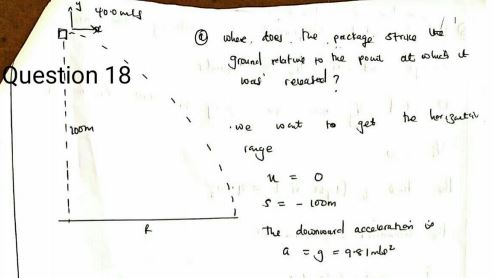 y 40.0 m/s
x
Question 18
100m
R
(a) where does the package strike the
ground relative to the point at which it
was released?
we want to get the horizontal
range
u = 0
s = - 100m
The downward acceleration is
a = g = 9.81 m/s²